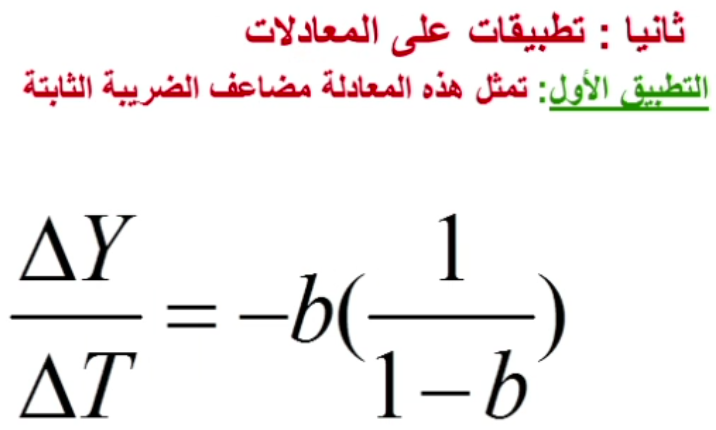 ثانيا : تطبيقات على المعادلات
التطبيق الأول: تمثل هذه المعادلة مضاعف الضريبة الثابتة
ΔY/ΔT = −b(1/(1 − b))